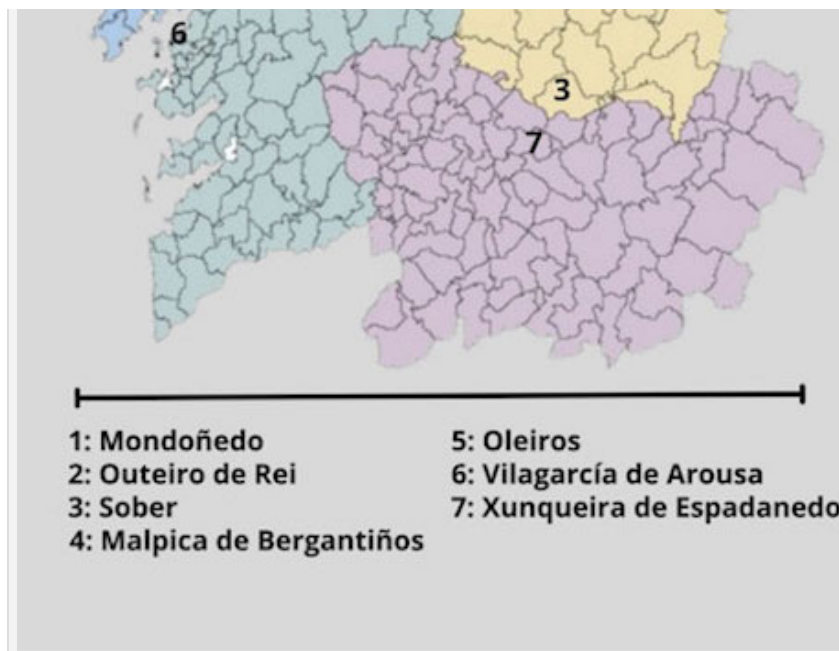 6
3
7
1: Mondoñedo
2: Outeiro de Rei
3: Sober
4: Malpica de Bergantiños
5: Oleiros
6: Vilagarcía de Arousa
7: Xunqueira de Espadanedo